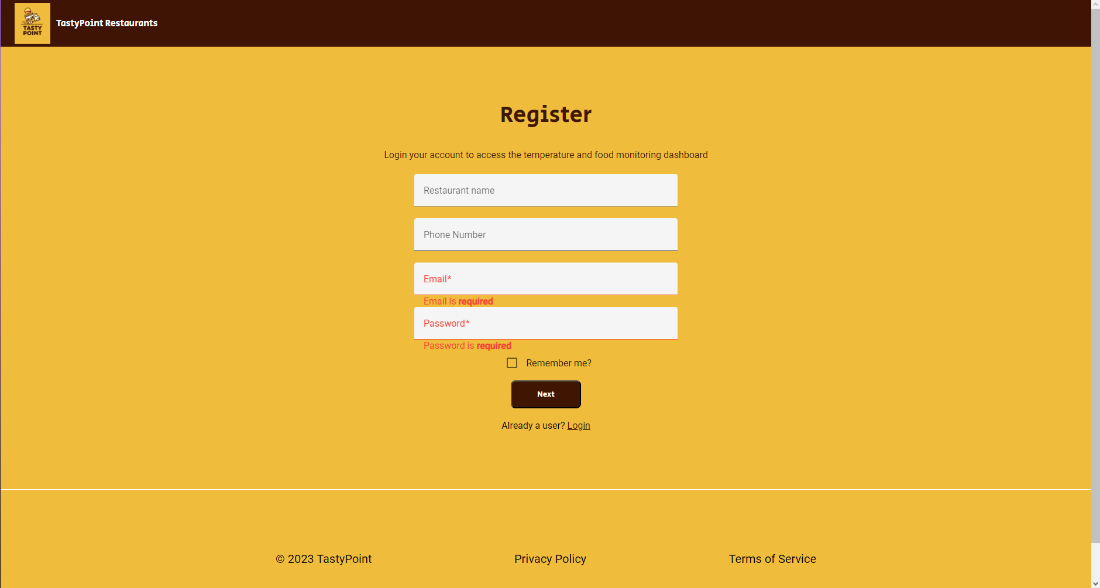 TASTY
POINT
TastyPoint Restaurants
Register
Login your account to access the temperature and food monitoring dashboard
Restaurant name
Phone Number
Email*
Email is required
Password*
Password is required
Remember me?
Next
Already a user? Login
© 2023 TastyPoint
Privacy Policy
Terms of Service